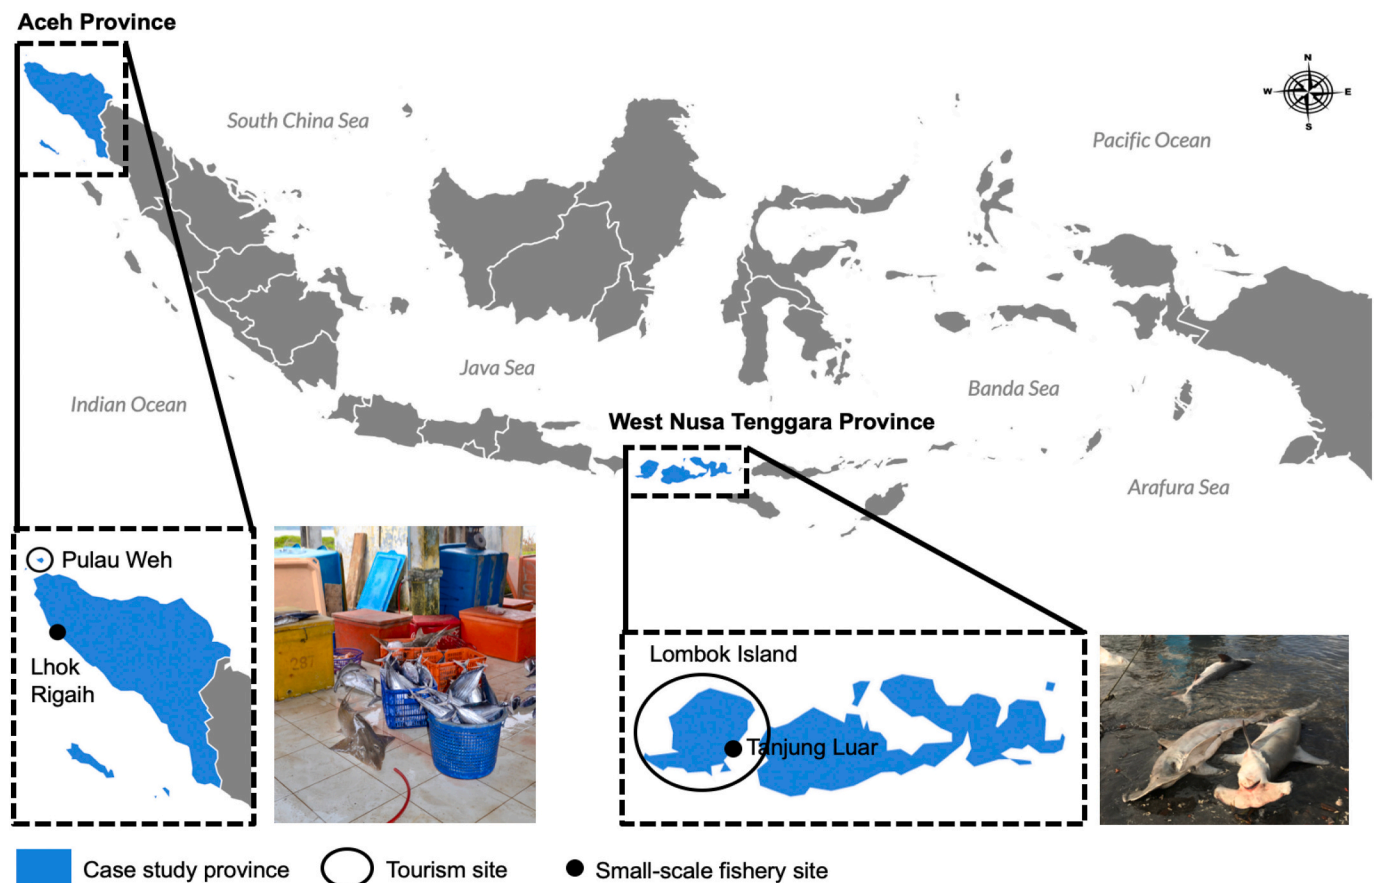 Aceh Province
N
W
E
S
South China Sea
Pacific Ocean
Java Sea
Indian Ocean
Banda Sea
West Nusa Tenggara Province
Arafura Sea
Pulau Weh
Lhok
Rigaih
287
Lombok Island
Tanjung Luar
Case study province
Tourism site
Small-scale fishery site